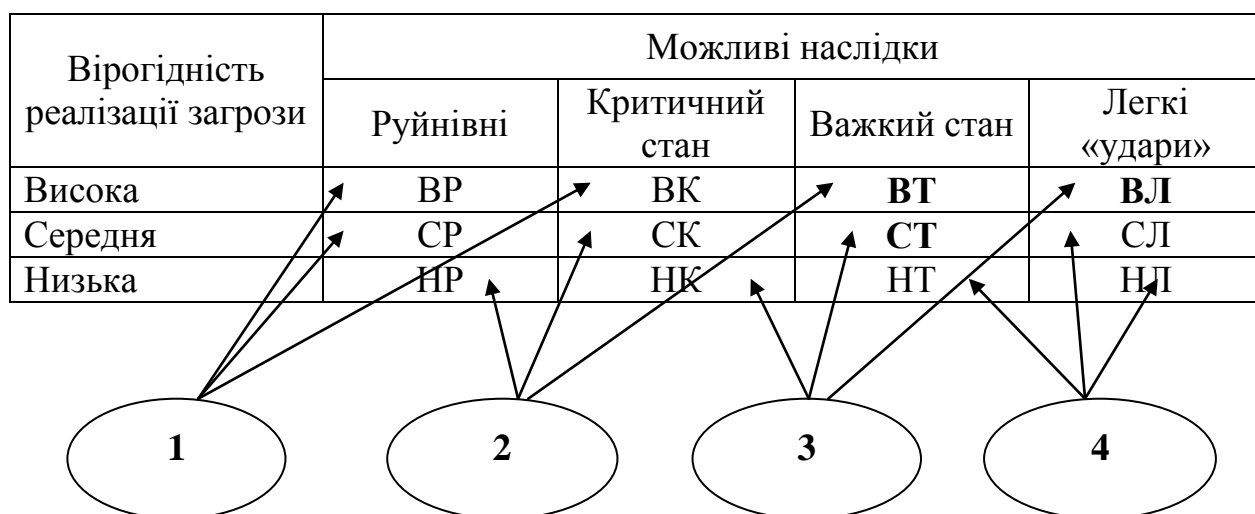 Вірогідність
реалізації загрози
Можливі наслідки
Руйнівні
Критичний
стан
Важкий стан
Легкі
«удари»
Висока ВР ВК ВТ ВЛ
Середня СР СК СТ СЛ
Низька НР НК НТ НЛ
1 2 3 4